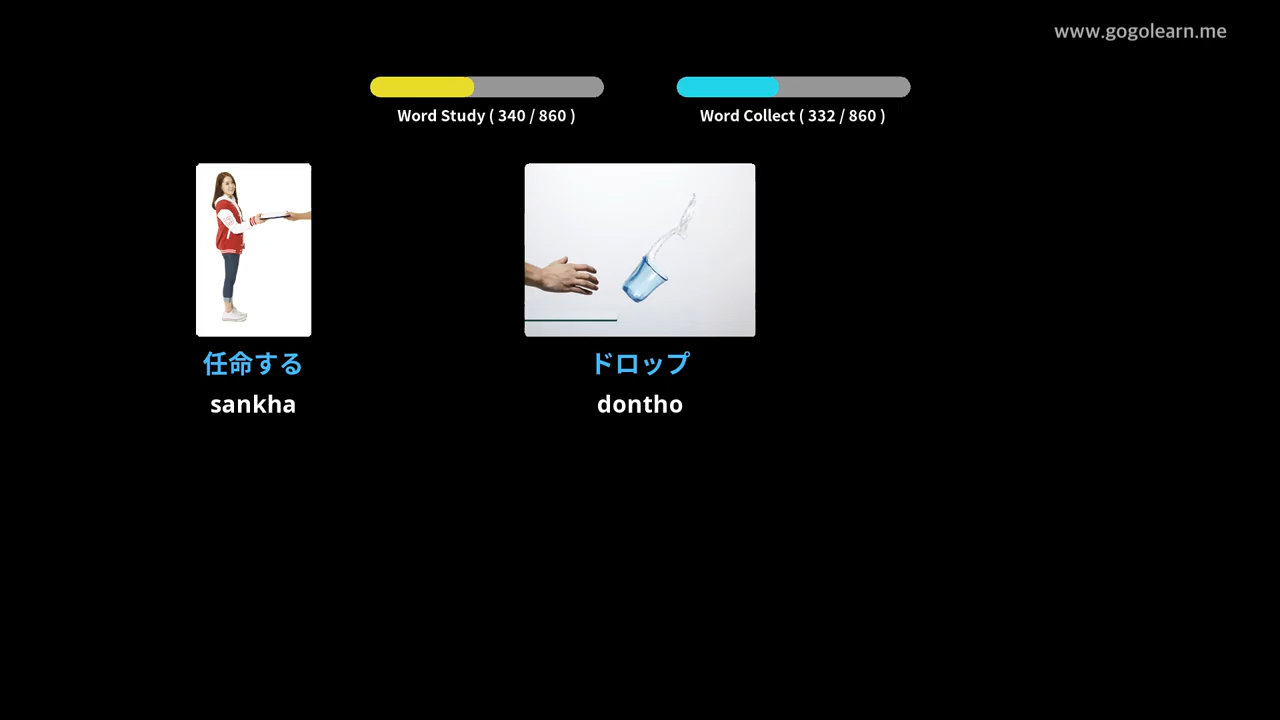 www.gogolearn.me
Word Study ( 340 / 860 )
Word Collect ( 332 / 860 )
任命する
ドロップ
sankha
dontho